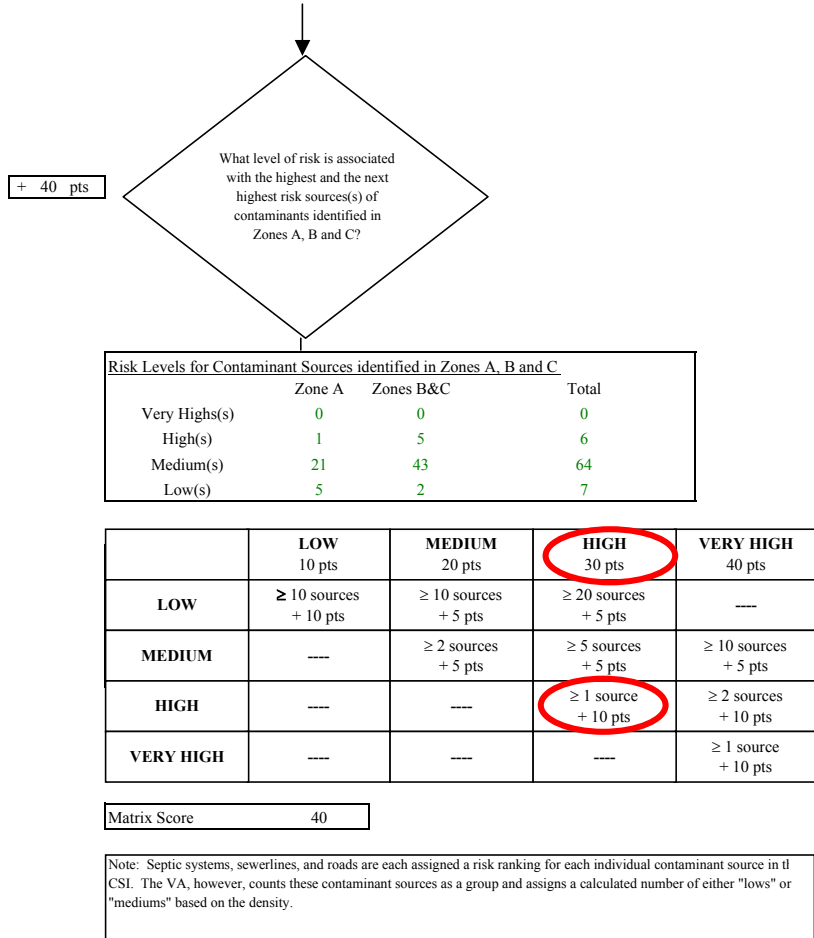 What level of risk is associated
with the highest and the next
highest risk sources(s) of
contaminants identified in
Zones A, B and C?
+ 40 pts
Risk Levels for Contaminant Sources identified in Zones A, B and C
Zone A Zones B&C Total
Very Highs(s) 0 0 0
High(s) 1 5 6
Medium(s) 21 43 64
Low(s) 5 2 7
LOW MEDIUM HIGH VERY HIGH
10 pts 20 pts 30 pts 40 pts
LOW ≥ 10 sources ≥ 10 sources ≥ 20 sources ----
+ 10 pts + 5 pts + 5 pts
MEDIUM ---- ≥ 2 sources ≥ 5 sources ≥ 10 sources
+ 5 pts + 5 pts + 5 pts
HIGH ---- ---- ≥ 1 source ≥ 2 sources
+ 10 pts + 10 pts
VERY HIGH ---- ---- ---- ≥ 1 source
+ 10 pts
Matrix Score 40
Note: Septic systems, sewerlines, and roads are each assigned a risk ranking for each individual contaminant source in
CSI. The VA, however, counts these contaminant sources as a group and assigns a calculated number of either "lows" or
"mediums" based on the density.